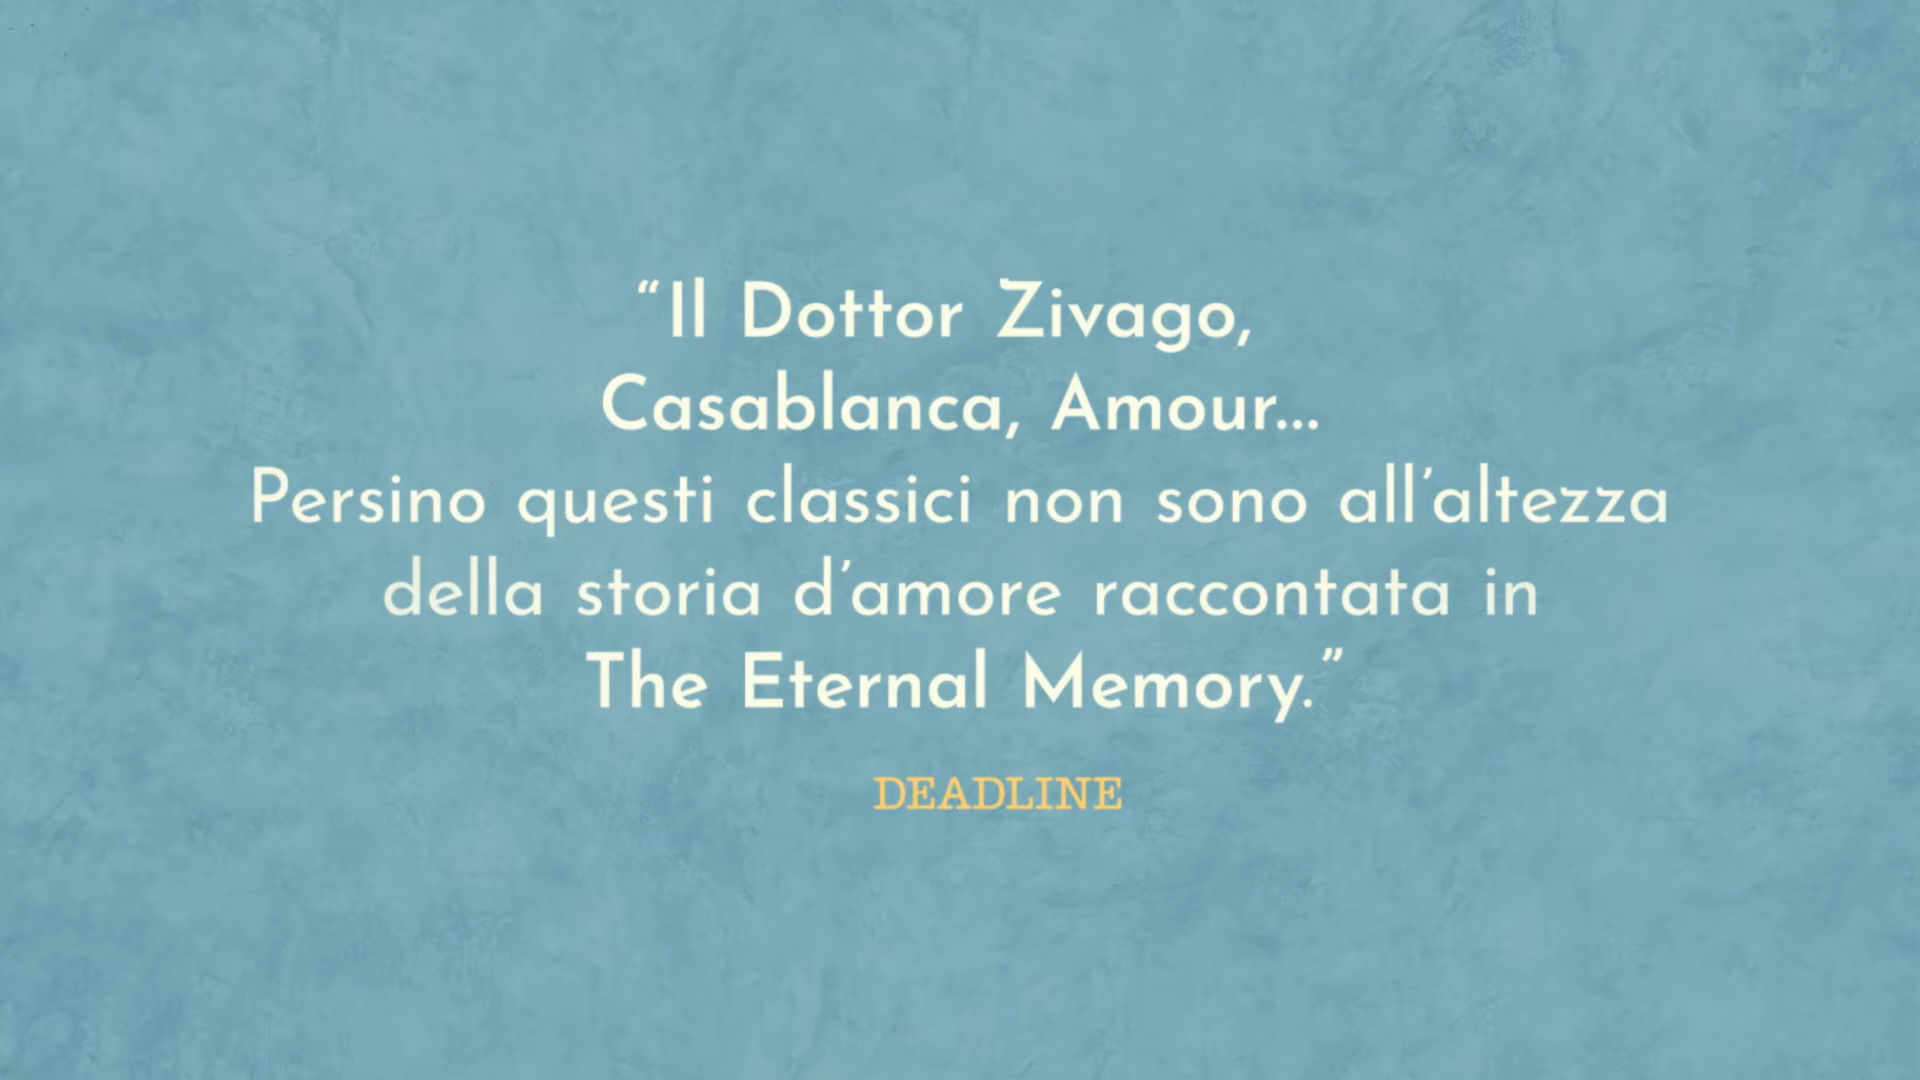 “Il Dottor Zivago,
Casablanca, Amour...
Persino questi classici non sono all’altezza
della storia d’amore raccontata in
The Eternal Memory.”
DEADLINE